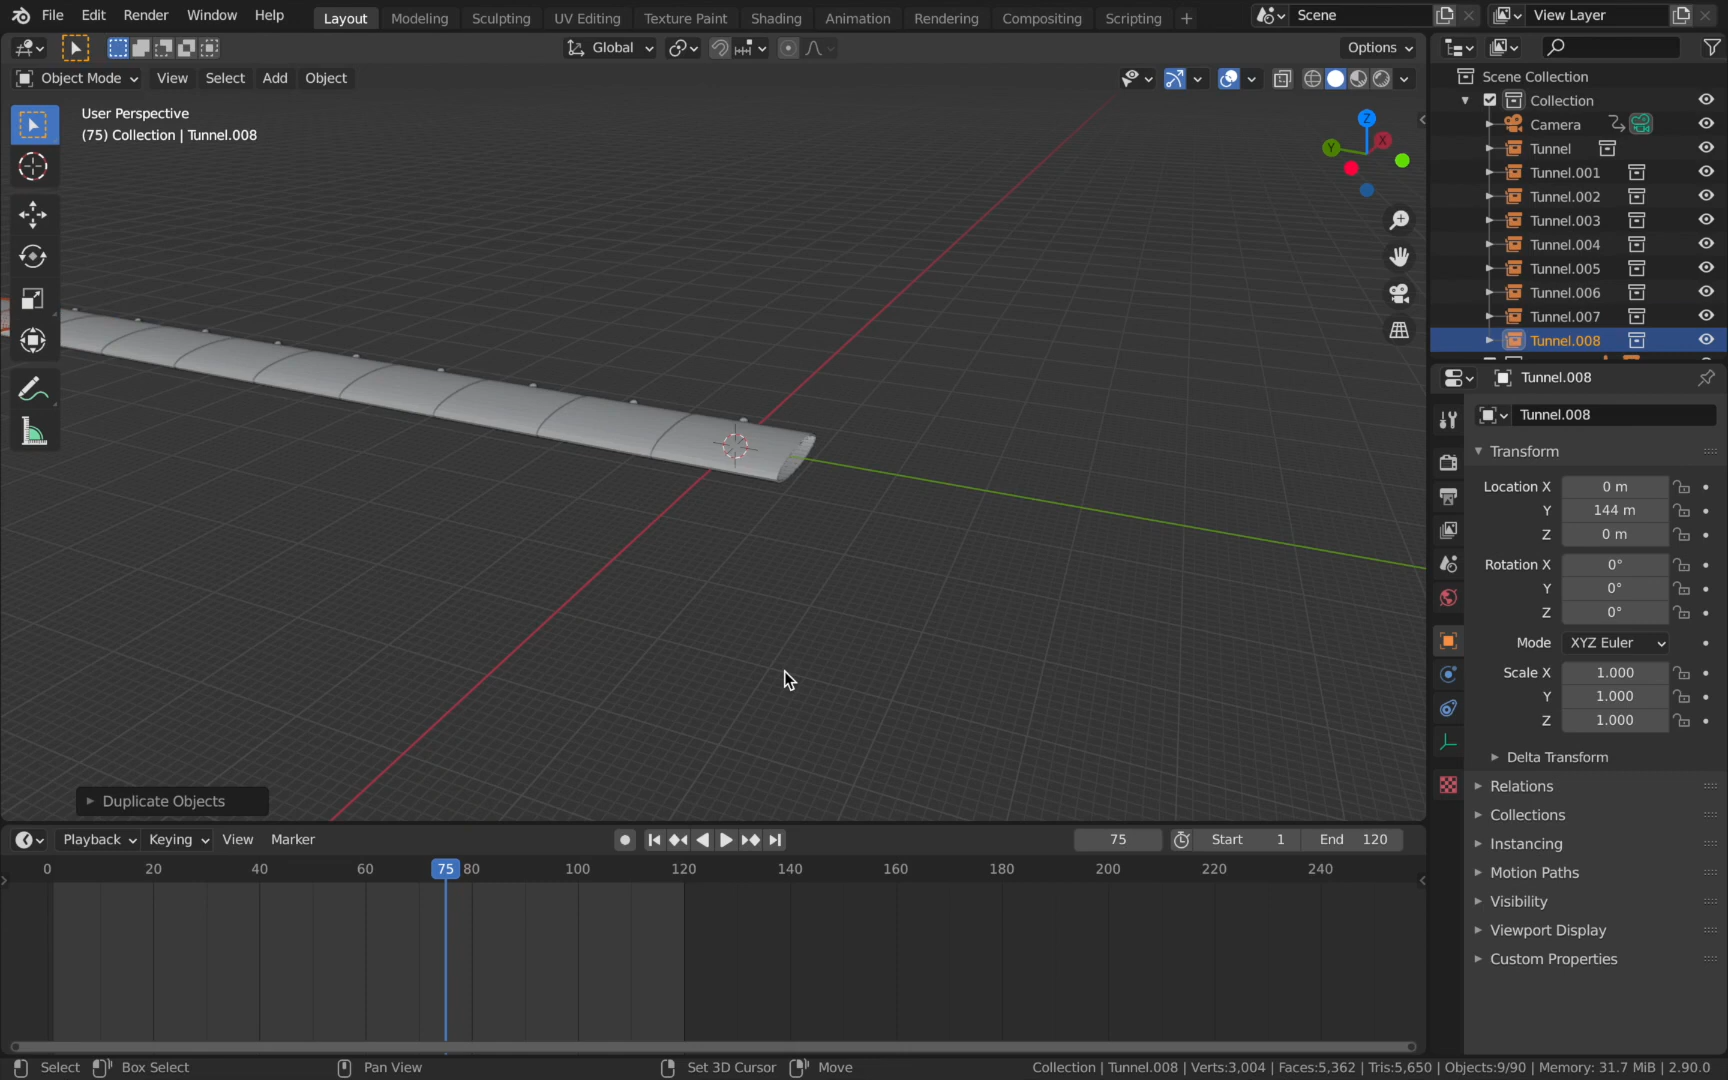 File Edit Render Window Help Layout Modeling Sculpting UV Editing Texture Paint Shading Animation Rendering Compositing Scripting + Scene View Layer
Global Options
Object Mode View Select Add Object
User Perspective
(75) Collection | Tunnel.008
Z
Y
X
Scene Collection
Collection
Camera
Tunnel
Tunnel.001
Tunnel.002
Tunnel.003
Tunnel.004
Tunnel.005
Tunnel.006
Tunnel.007
Tunnel.008
Tunnel.008
Tunnel.008
Transform
Location X 0 m
Y 144 m
Z 0 m
Rotation X 0°
Y 0°
Z 0°
Mode XYZ Euler
Scale X 1.000
Y 1.000
Z 1.000
Delta Transform
Relations
Collections
Instancing
Motion Paths
Visibility
Viewport Display
Custom Properties
Duplicate Objects
Playback Keying View Marker 75 Start 1 End 120
0 20 40 60 75 80 100 120 140 160 180 200 220 240
Select Box Select Pan View Set 3D Cursor Move Collection | Tunnel.008 | Verts:3,004 | Faces:5,362 | Tris:5,650 | Objects:9/90 | Memory: 31.7 MiB | 2.90.0